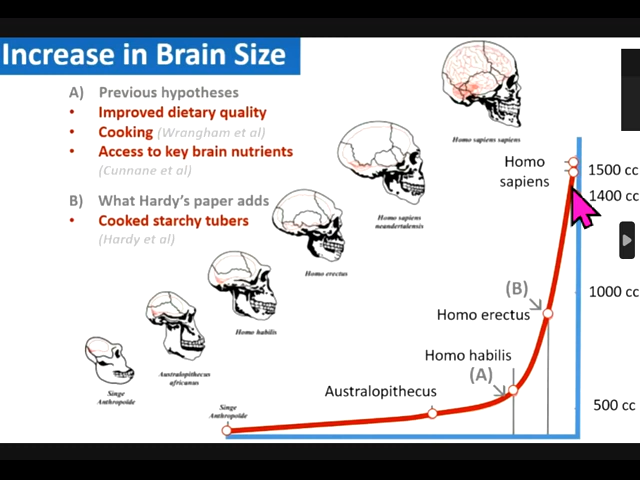 Increase in Brain Size
A) Previous hypotheses
• Improved dietary quality
• Cooking (Wrangham et al)
• Access to key brain nutrients
(Cunnane et al)
B) What Hardy's paper adds
• Cooked starchy tubers
(Hardy et al)
Homo sapiens sapiens
Homo sapiens
neandertalensis
Homo erectus
Homo habilis
Australopithecus
africanus
Singe
Anthropoïde
Homo
sapiens
1500 cc
1400 cc
(B)
1000 cc
Homo erectus
Homo habilis
(A)
Australopithecus
500 cc
Singe
Anthropoïde